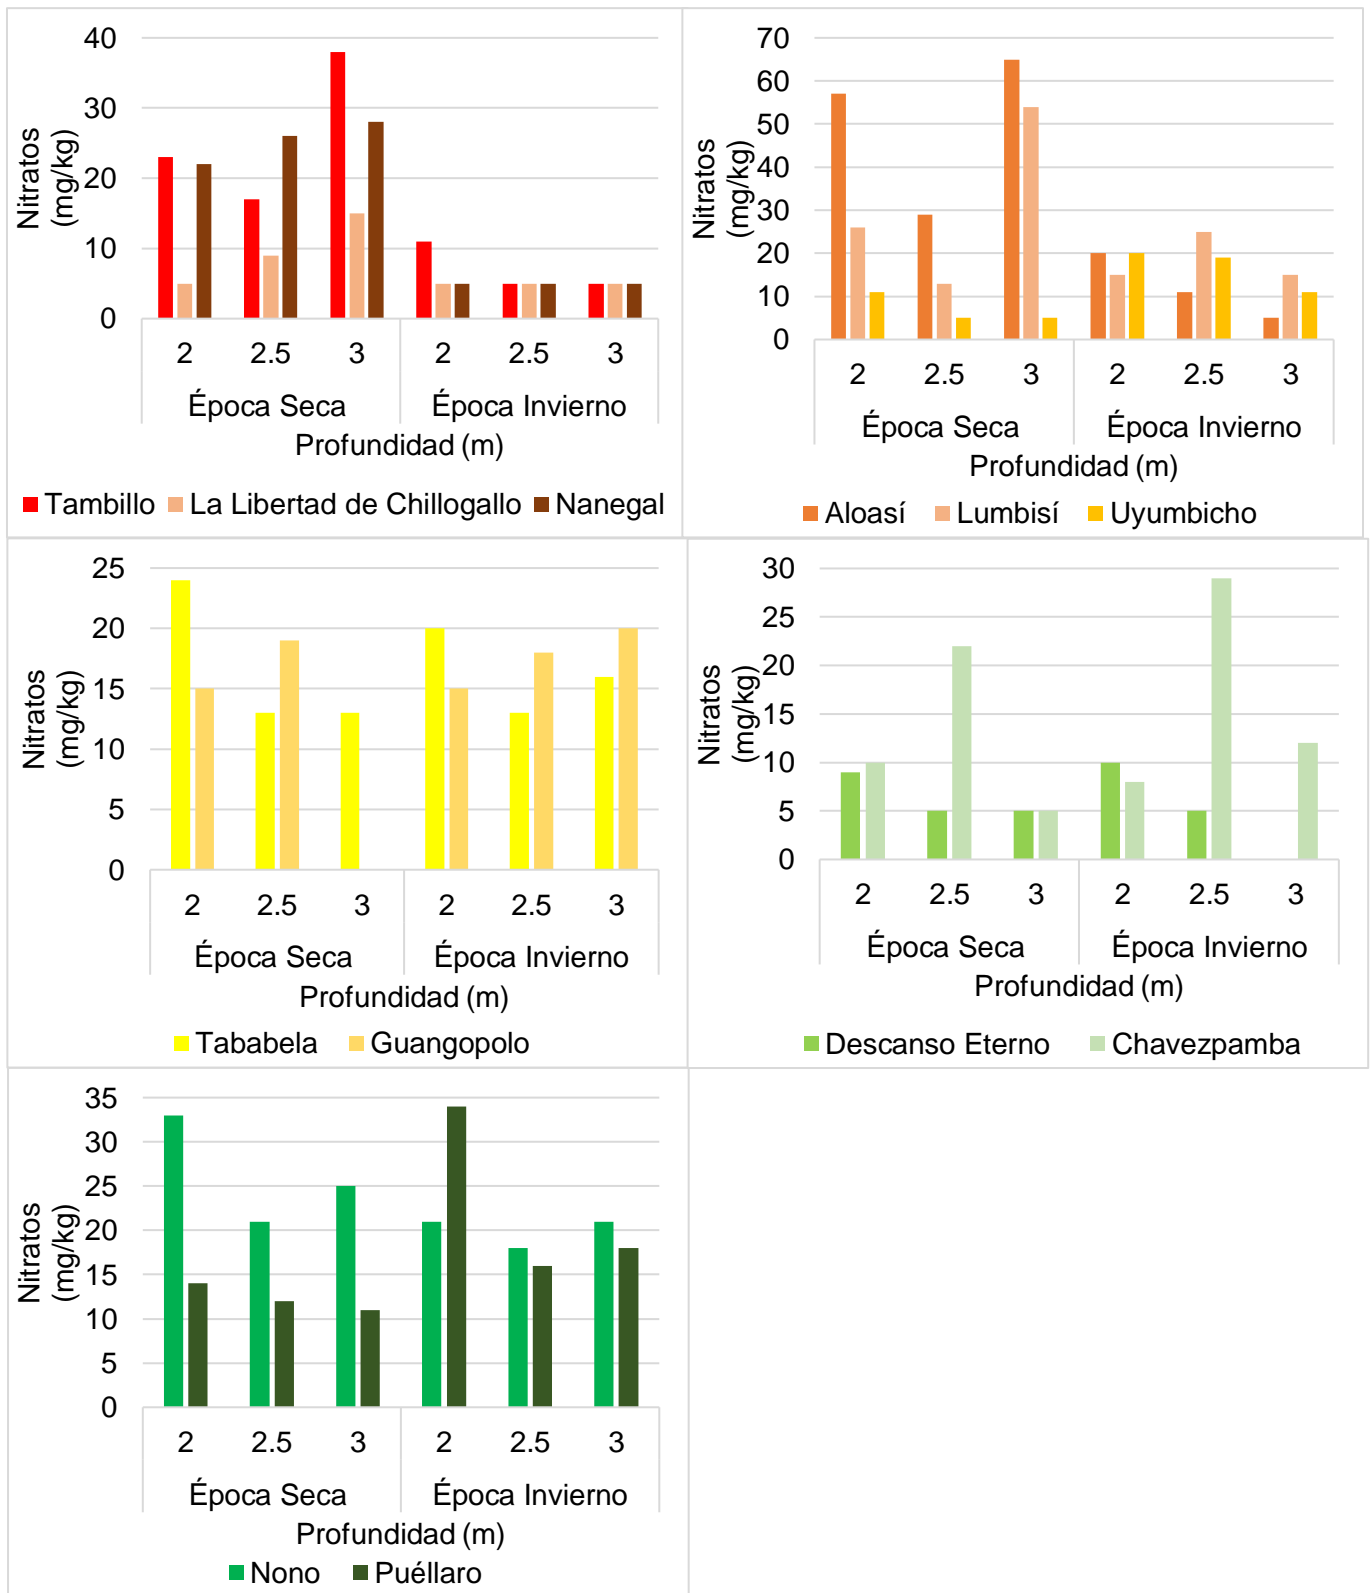 40
30
20
10
0
Nitratos
(mg/kg)
2 2.5 3 2 2.5 3
Época Seca Época Invierno
Profundidad (m)
Tambillo La Libertad de Chillogallo Nanegal
70
60
50
40
30
20
10
0
Nitratos
(mg/kg)
2 2.5 3 2 2.5 3
Época Seca Época Invierno
Profundidad (m)
Aloasí Lumbisí Uyumbicho
25
20
15
10
5
0
Nitratos
(mg/kg)
2 2.5 3 2 2.5 3
Época Seca Época Invierno
Profundidad (m)
Tababela Guangopolo
30
25
20
15
10
5
0
Nitratos
(mg/kg)
2 2.5 3 2 2.5 3
Época Seca Época Invierno
Profundidad (m)
Descanso Eterno Chavezpamba
35
30
25
20
15
10
5
0
Nitratos
(mg/kg)
2 2.5 3 2 2.5 3
Época Seca Época Invierno
Profundidad (m)
Nono Puéllaro